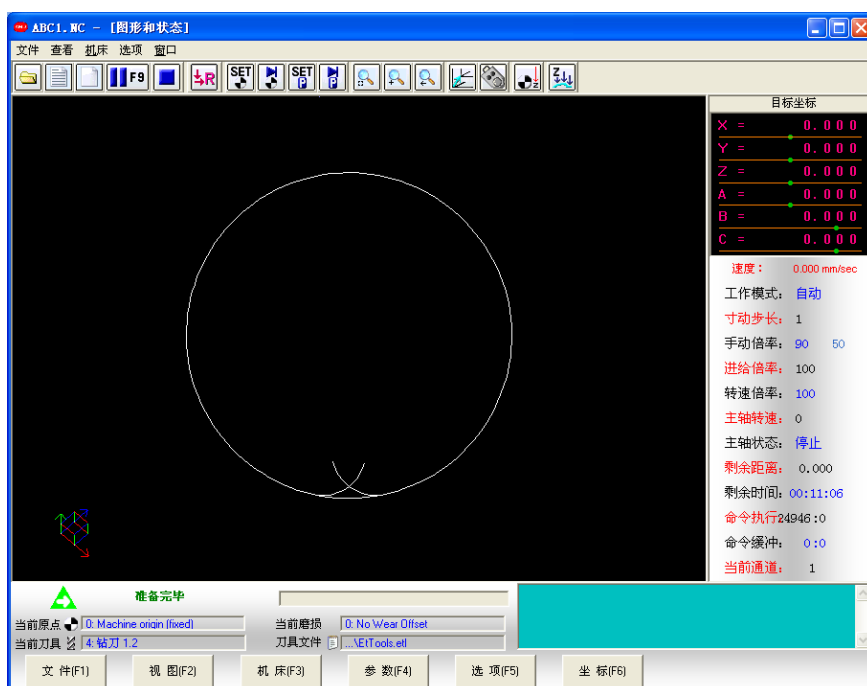 ABC1.NC - [图形和状态]
文件 查看 机床 选项 窗口
F9 R SET SET P P Z Z
目标坐标
X = 0.000
Y = 0.000
Z = 0.000
A = 0.000
B = 0.000
C = 0.000
速度: 0.000 mm/sec
工作模式: 自动
寸动步长: 1
手动倍率: 90 50
进给倍率: 100
转速倍率: 100
主轴转速: 0
主轴状态: 停止
剩余距离: 0.000
剩余时间: 00:11:06
命令执行24946:0
命令缓冲: 0:0
当前通道: 1
准备完毕
当前原点 0: Machine origin (fixed) 当前磨损 0: No Wear Offset
当前刀具 4: 钻刀 1.2 刀具文件 ...\EtTools.etl
文 件(F1) 视 图(F2) 机 床(F3) 参 数(F4) 选 项(F5) 坐 标(F6)